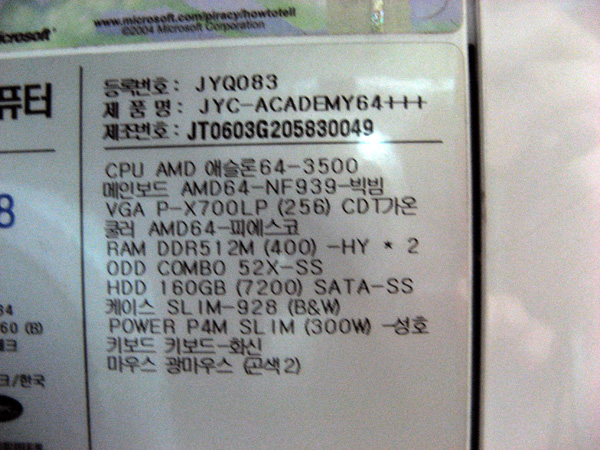 www.microsoft.com/piracy/howtotell
©2004 Microsoft Corporation
퓨터
등록번호: JYQ083
제 품 명: JYC-ACADEMY64+++
제조번호: JT0603G205830049
CPU AMD 애슬론64-3500
메인보드 AMD64-NF939-빅빔
VGA P-X700LP (256) CDT가온
쿨러 AMD64-피에스코
RAM DDR512M (400) -HY * 2
ODD COMBO 52X-SS
HDD 160GB (7200) SATA-SS
케이스 SLIM-928 (B&W)
POWER P4M SLIM (300W) -성호
키보드 키보드-화신
마우스 광마우스 (곤색2)
8
60 (B)
크/한국